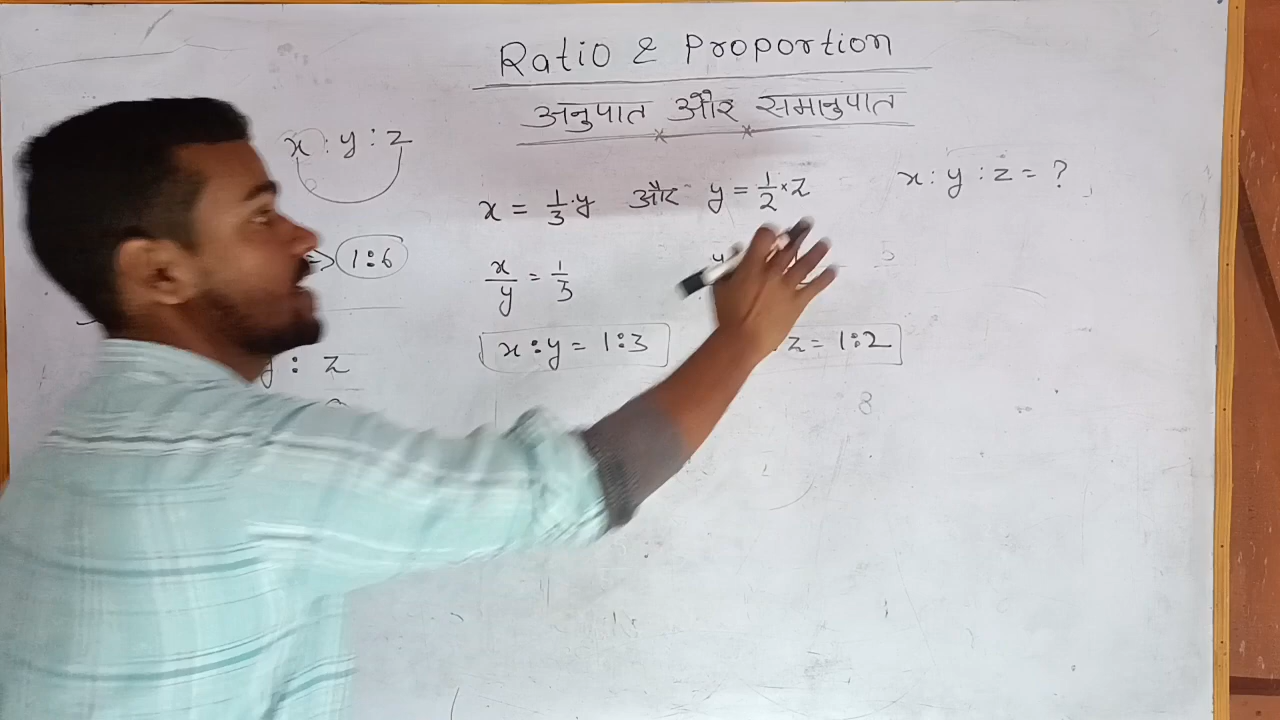 Ratio & Proportion
अनुपात और समानुपात
x : y : z
x = 1/3 · y और y = 1/2 × z
x : y : z = ?
1:6
x/y = 1/3
x : y = 1:3
z = 1:2
: z
8